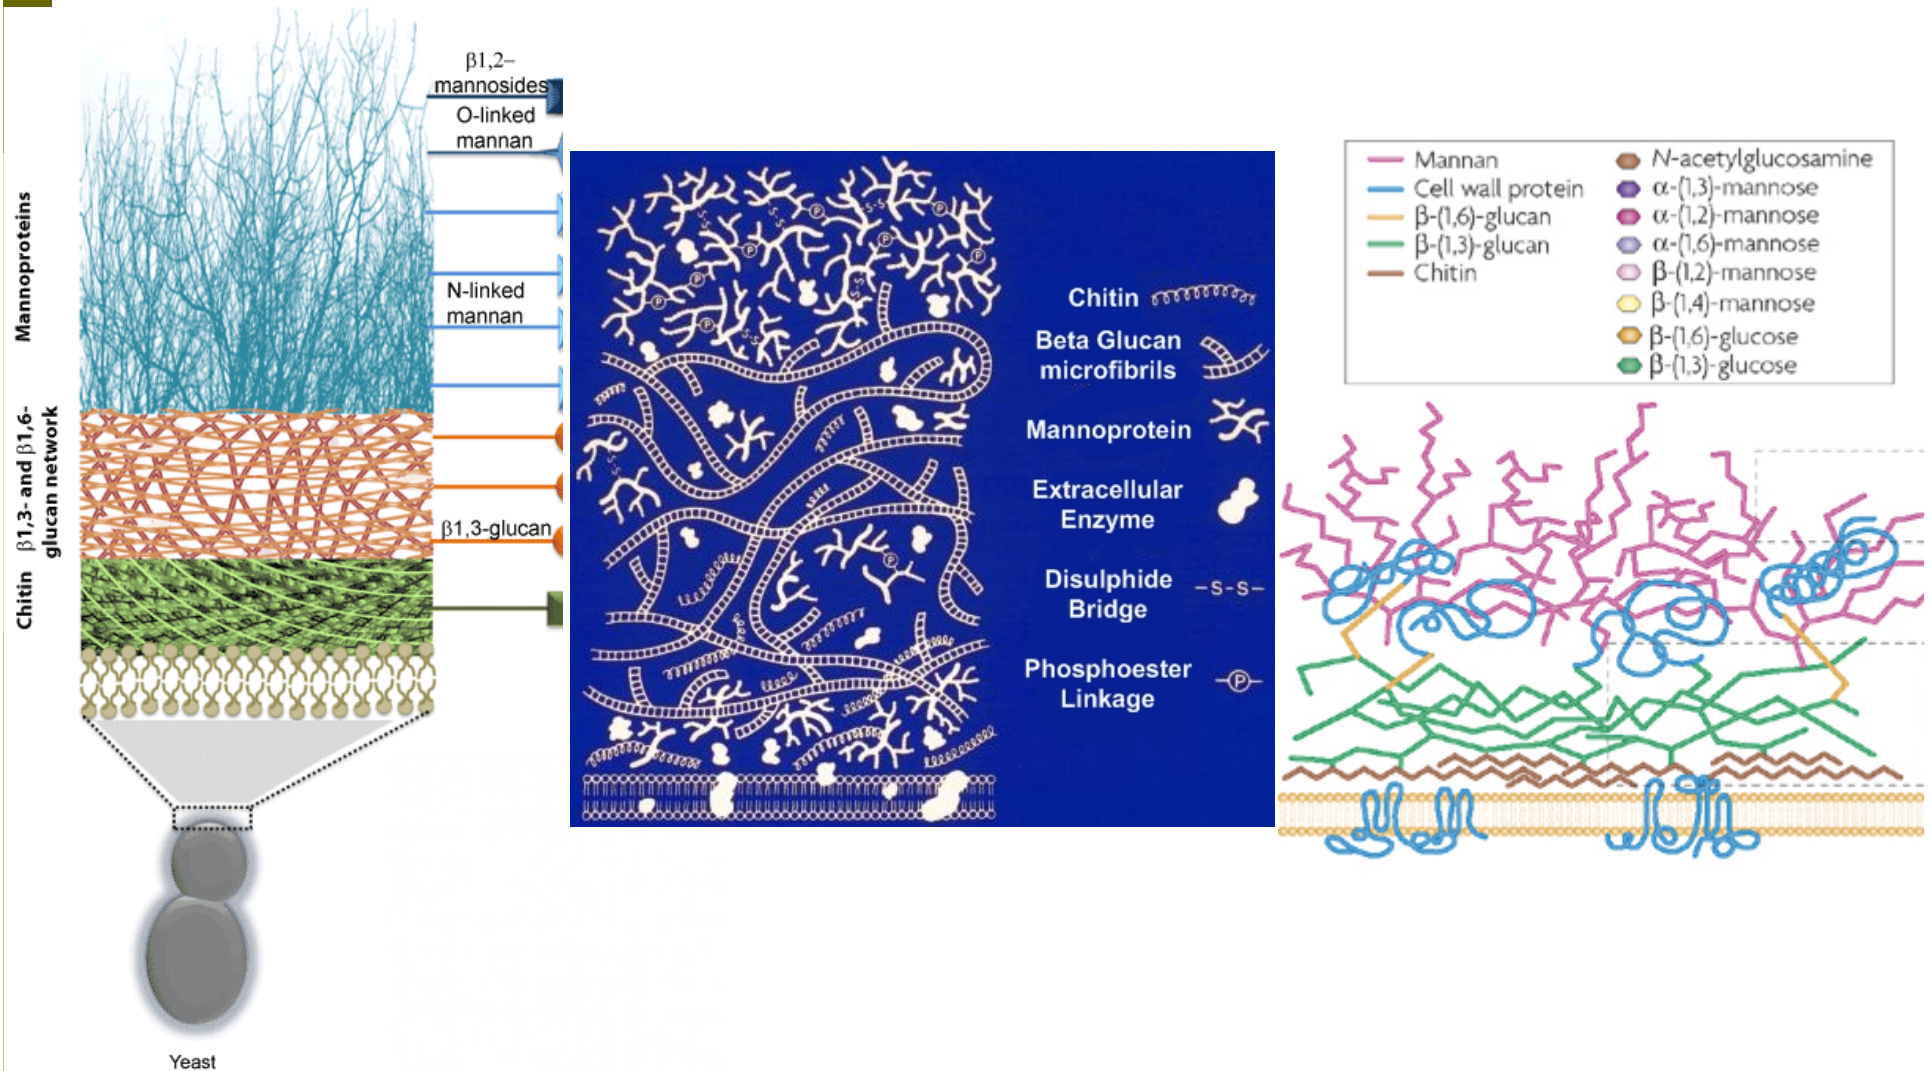 β1,2–
mannosides
O-linked
mannan
N-linked
mannan
β1,3-glucan
Mannoproteins
β1,3- and β1,6-
glucan network
Chitin
Yeast
Chitin
Beta Glucan
microfibrils
Mannoprotein
Extracellular
Enzyme
Disulphide
Bridge
-S-S-
Phosphoester
Linkage
P
P
P
P
P
P
P
P
P
P
S-S
S-S
S-S
S-S
S-S
S-S
Mannan
Cell wall protein
β-(1,6)-glucan
β-(1,3)-glucan
Chitin
N-acetylglucosamine
α-(1,3)-mannose
α-(1,2)-mannose
α-(1,6)-mannose
β-(1,2)-mannose
β-(1,4)-mannose
β-(1,6)-glucose
β-(1,3)-glucose